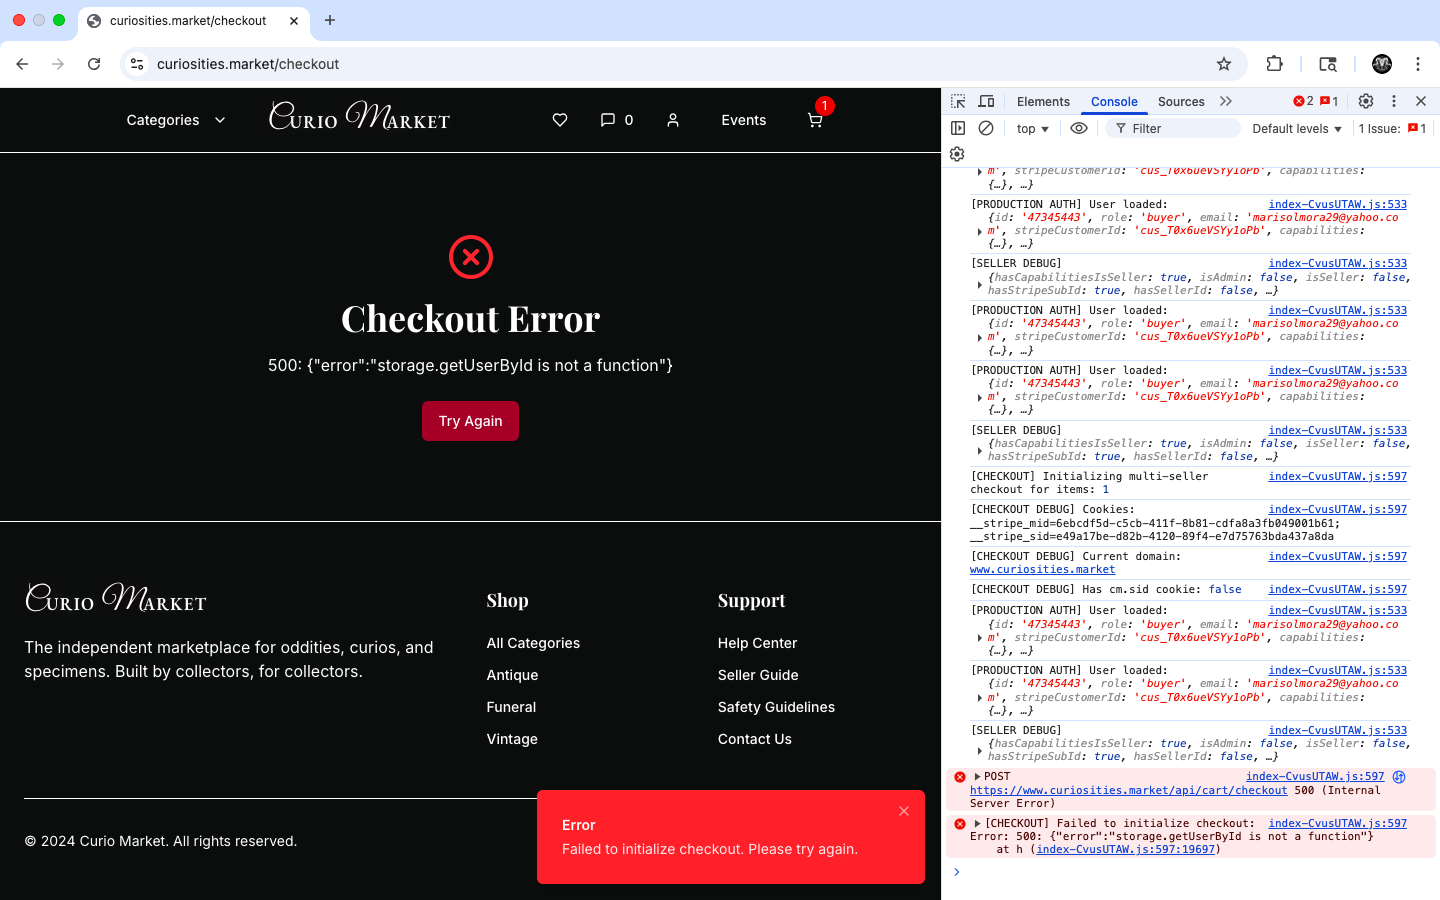 curiosities.market/checkout
curiosities.market/checkout
Categories
Curio Market
0
Events
1
Checkout Error
500: {"error":"storage.getUserById is not a function"}
Try Again
Curio Market
The independent marketplace for oddities, curios, and
specimens. Built by collectors, for collectors.
Shop
All Categories
Antique
Funeral
Vintage
Support
Help Center
Seller Guide
Safety Guidelines
Contact Us
© 2024 Curio Market. All rights reserved.
Error
Failed to initialize checkout. Please try again.
Elements Console Sources 2 1
top Filter Default levels 1 Issue: 1
m', stripeCustomerId: 'cus_T0x6ueVSYy1oPb', capabilities:
{…}, …}
[PRODUCTION AUTH] User loaded: index-CvusUTAW.js:533
{id: '47345443', role: 'buyer', email: 'marisolmora29@yahoo.co
m', stripeCustomerId: 'cus_T0x6ueVSYy1oPb', capabilities:
{…}, …}
[SELLER DEBUG] index-CvusUTAW.js:533
{hasCapabilitiesIsSeller: true, isAdmin: false, isSeller: false,
hasStripeSubId: true, hasSellerId: false, …}
[PRODUCTION AUTH] User loaded: index-CvusUTAW.js:533
{id: '47345443', role: 'buyer', email: 'marisolmora29@yahoo.co
m', stripeCustomerId: 'cus_T0x6ueVSYy1oPb', capabilities:
{…}, …}
[PRODUCTION AUTH] User loaded: index-CvusUTAW.js:533
{id: '47345443', role: 'buyer', email: 'marisolmora29@yahoo.co
m', stripeCustomerId: 'cus_T0x6ueVSYy1oPb', capabilities:
{…}, …}
[SELLER DEBUG] index-CvusUTAW.js:533
{hasCapabilitiesIsSeller: true, isAdmin: false, isSeller: false,
hasStripeSubId: true, hasSellerId: false, …}
[CHECKOUT] Initializing multi-seller index-CvusUTAW.js:597
checkout for items: 1
[CHECKOUT DEBUG] Cookies: index-CvusUTAW.js:597
__stripe_mid=6ebcdf5d-c5cb-411f-8b81-cdfa8a3fb049001b61;
__stripe_sid=e49a17be-d82b-4120-89f4-e7d75763bda437a8da
[CHECKOUT DEBUG] Current domain: index-CvusUTAW.js:597
www.curiosities.market
[CHECKOUT DEBUG] Has cm.sid cookie: false index-CvusUTAW.js:597
[PRODUCTION AUTH] User loaded: index-CvusUTAW.js:533
{id: '47345443', role: 'buyer', email: 'marisolmora29@yahoo.co
m', stripeCustomerId: 'cus_T0x6ueVSYy1oPb', capabilities:
{…}, …}
[PRODUCTION AUTH] User loaded: index-CvusUTAW.js:533
{id: '47345443', role: 'buyer', email: 'marisolmora29@yahoo.co
m', stripeCustomerId: 'cus_T0x6ueVSYy1oPb', capabilities:
{…}, …}
[SELLER DEBUG] index-CvusUTAW.js:533
{hasCapabilitiesIsSeller: true, isAdmin: false, isSeller: false,
hasStripeSubId: true, hasSellerId: false, …}
POST index-CvusUTAW.js:597
https://www.curiosities.market/api/cart/checkout 500 (Internal
Server Error)
[CHECKOUT] Failed to initialize checkout: index-CvusUTAW.js:597
Error: 500: {"error":"storage.getUserById is not a function"}
at h (index-CvusUTAW.js:597:19697)